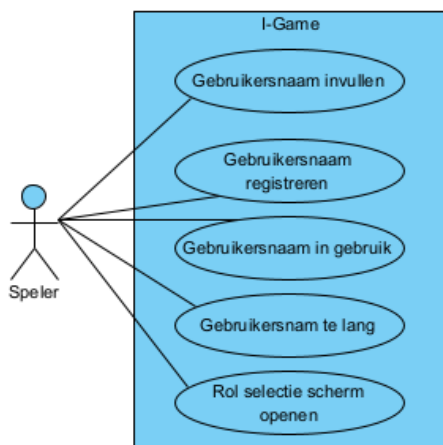 I-Game
Gebruikersnaam invullen
Gebruikersnaam
registreren
Gebruikersnaam in gebruik
Speler
Gebruikersnam te lang
Rol selectie scherm
openen